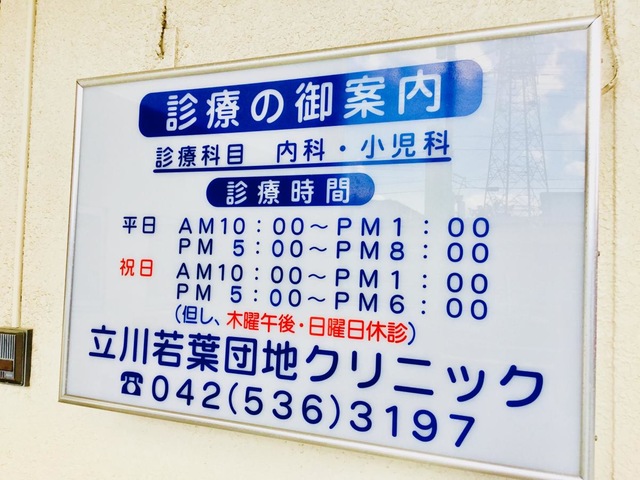 診療の御案内
診療科目 内科・小児科
診療時間
平日 AM10:00～PM1:00
PM 5:00～PM8:00
祝日 AM10:00～PM1:00
PM 5:00～PM6:00
(但し、木曜午後・日曜日休診)
立川若葉団地クリニック
☎042(536)3197